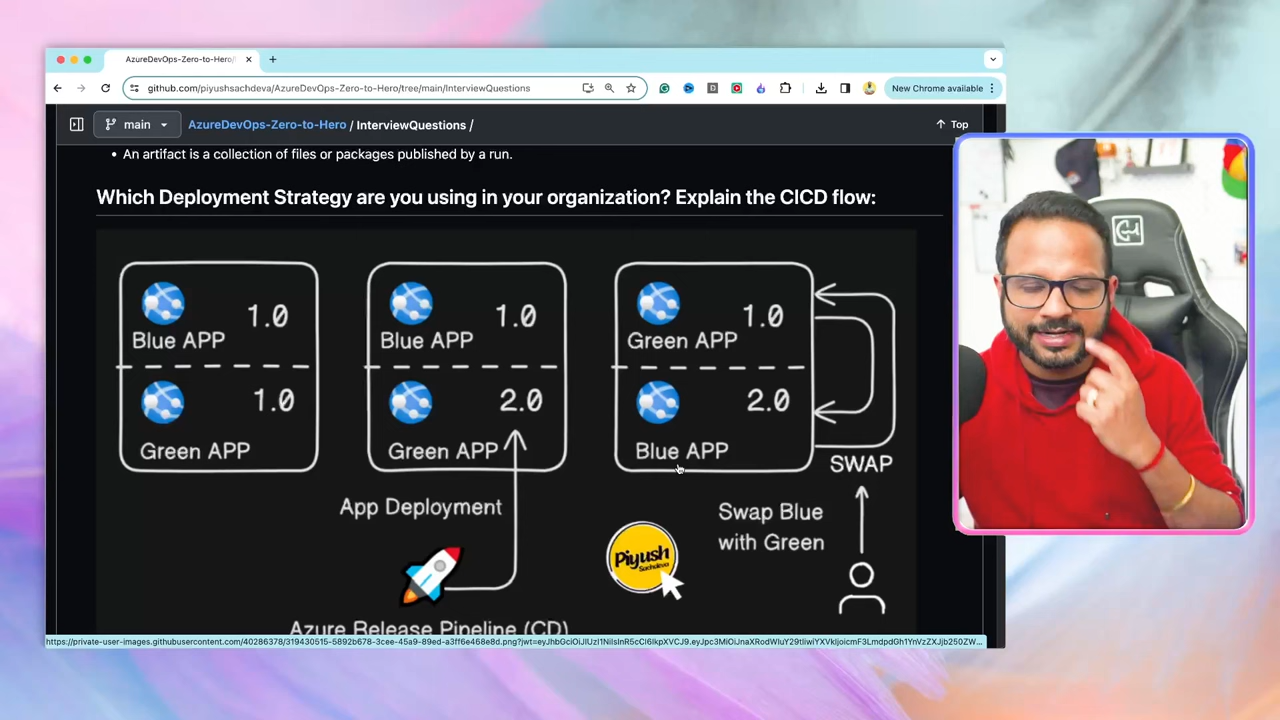 AzureDevOps-Zero-to-Hero/
New Chrome available
github.com/piyushsachdeva/AzureDevOps-Zero-to-Hero/tree/main/InterviewQuestions
main
AzureDevOps-Zero-to-Hero / InterviewQuestions /
Top
• An artifact is a collection of files or packages published by a run.
Which Deployment Strategy are you using in your organization? Explain the CICD flow:
Blue APP 1.0
Green APP 1.0
Blue APP 1.0
Green APP 2.0
Green APP 1.0
Blue APP 2.0
SWAP
App Deployment
Swap Blue
with Green
Piyush
Sachdeva
Azure Release Pipeline (CD)